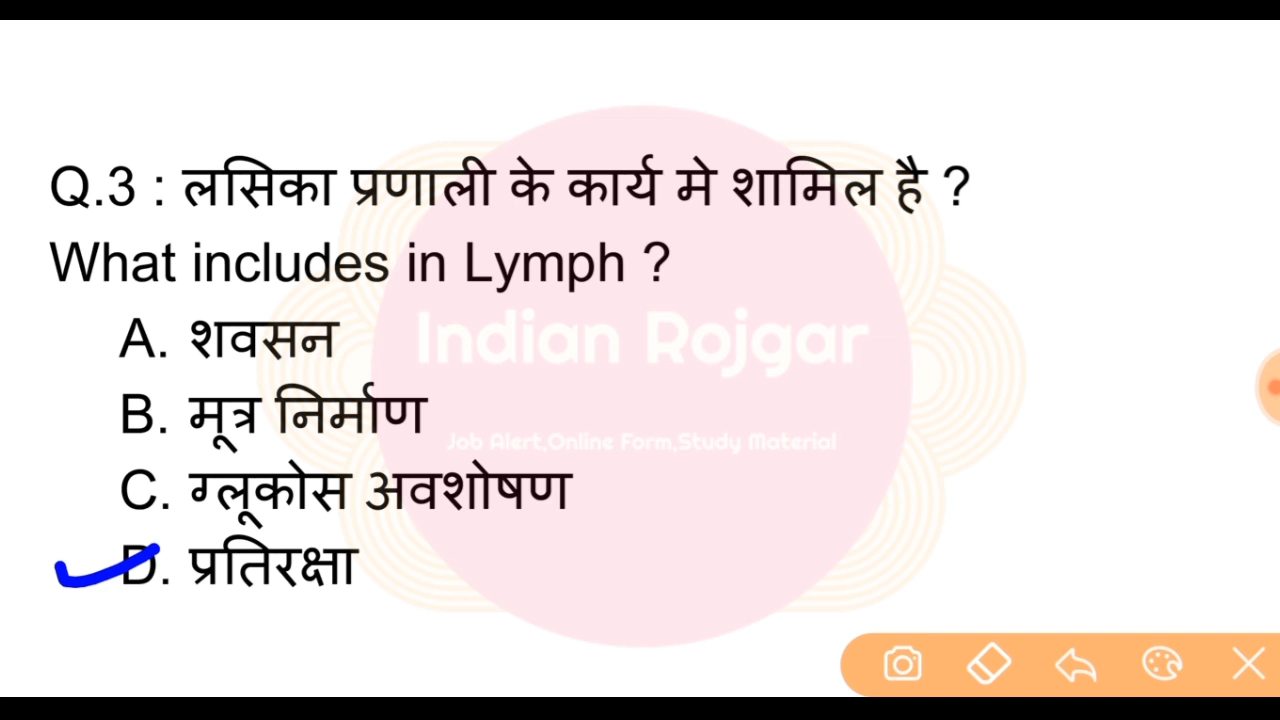 Q.3 : लसिका प्रणाली के कार्य मे शामिल है ?
What includes in Lymph ?
A. शवसन
B. मूत्र निर्माण
C. ग्लूकोस अवशोषण
D. प्रतिरक्षा
Indian Rojgar
Job Alert,Online Form,Study Material